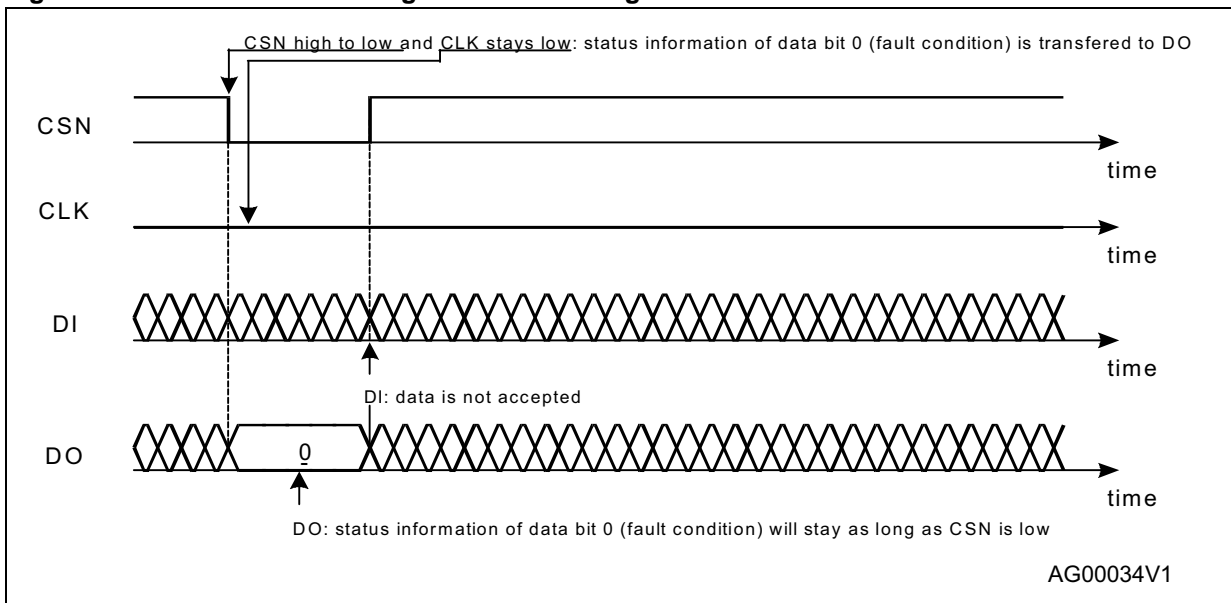 CSN high to low and CLK stays low: status information of data bit 0 (fault condition) is transfered to DO
CSN
time
CLK
time
DI
time
DI: data is not accepted
DO
0
time
DO: status information of data bit 0 (fault condition) will stay as long as CSN is low
AG00034V1